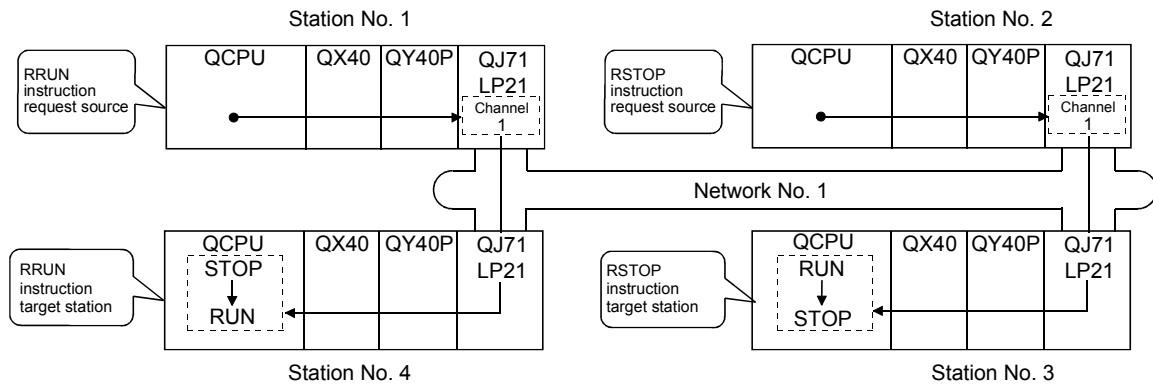 Station No. 1
RRUN
instruction
request source
QCPU
QX40
QY40P
QJ71
LP21
Channel
1
Station No. 2
RSTOP
instruction
request source
QCPU
QX40
QY40P
QJ71
LP21
Channel
1
Network No. 1
RRUN
instruction
target station
QCPU
STOP
RUN
QX40
QY40P
QJ71
LP21
Station No. 4
RSTOP
instruction
target station
QCPU
RUN
STOP
QX40
QY40P
QJ71
LP21
Station No. 3